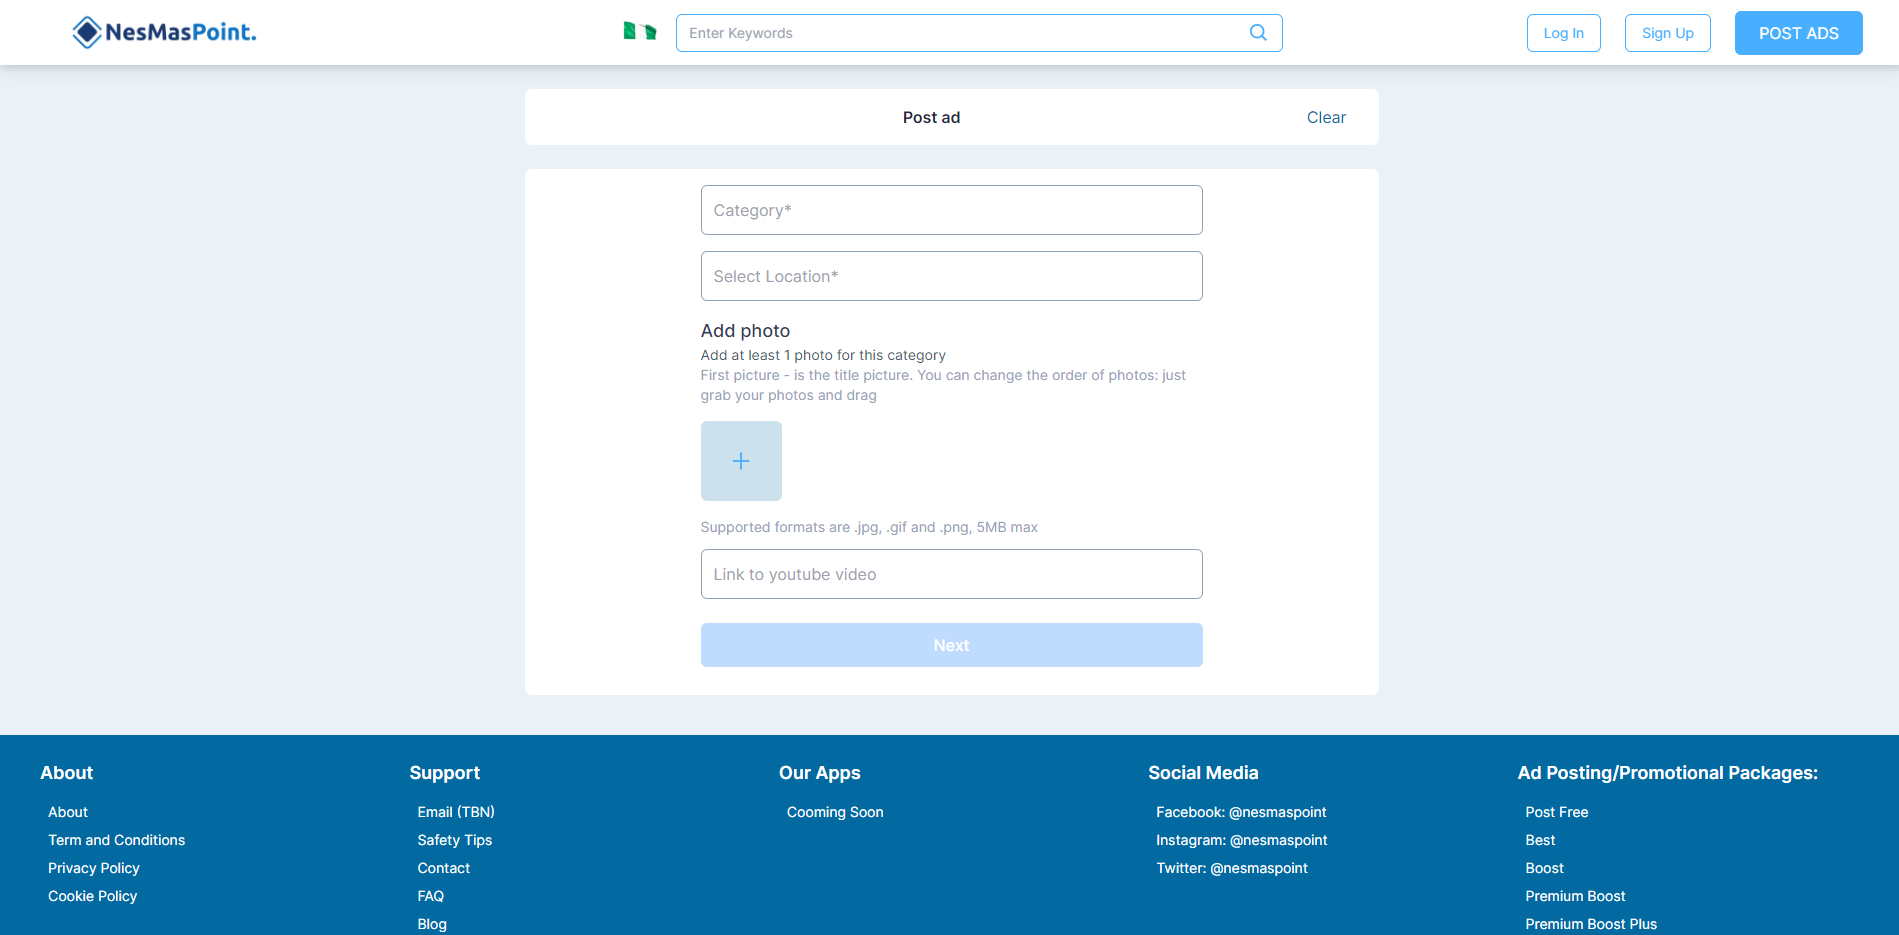 NesMasPoint.
Enter Keywords
Log In
Sign Up
POST ADS
Post ad
Clear
Category*
Select Location*
Add photo
Add at least 1 photo for this category
First picture - is the title picture. You can change the order of photos: just
grab your photos and drag
+
Supported formats are .jpg, .gif and .png, 5MB max
Link to youtube video
Next
About
About
Term and Conditions
Privacy Policy
Cookie Policy
Support
Email (TBN)
Safety Tips
Contact
FAQ
Blog
Our Apps
Cooming Soon
Social Media
Facebook: @nesmaspoint
Instagram: @nesmaspoint
Twitter: @nesmaspoint
Ad Posting/Promotional Packages:
Post Free
Best
Boost
Premium Boost
Premium Boost Plus